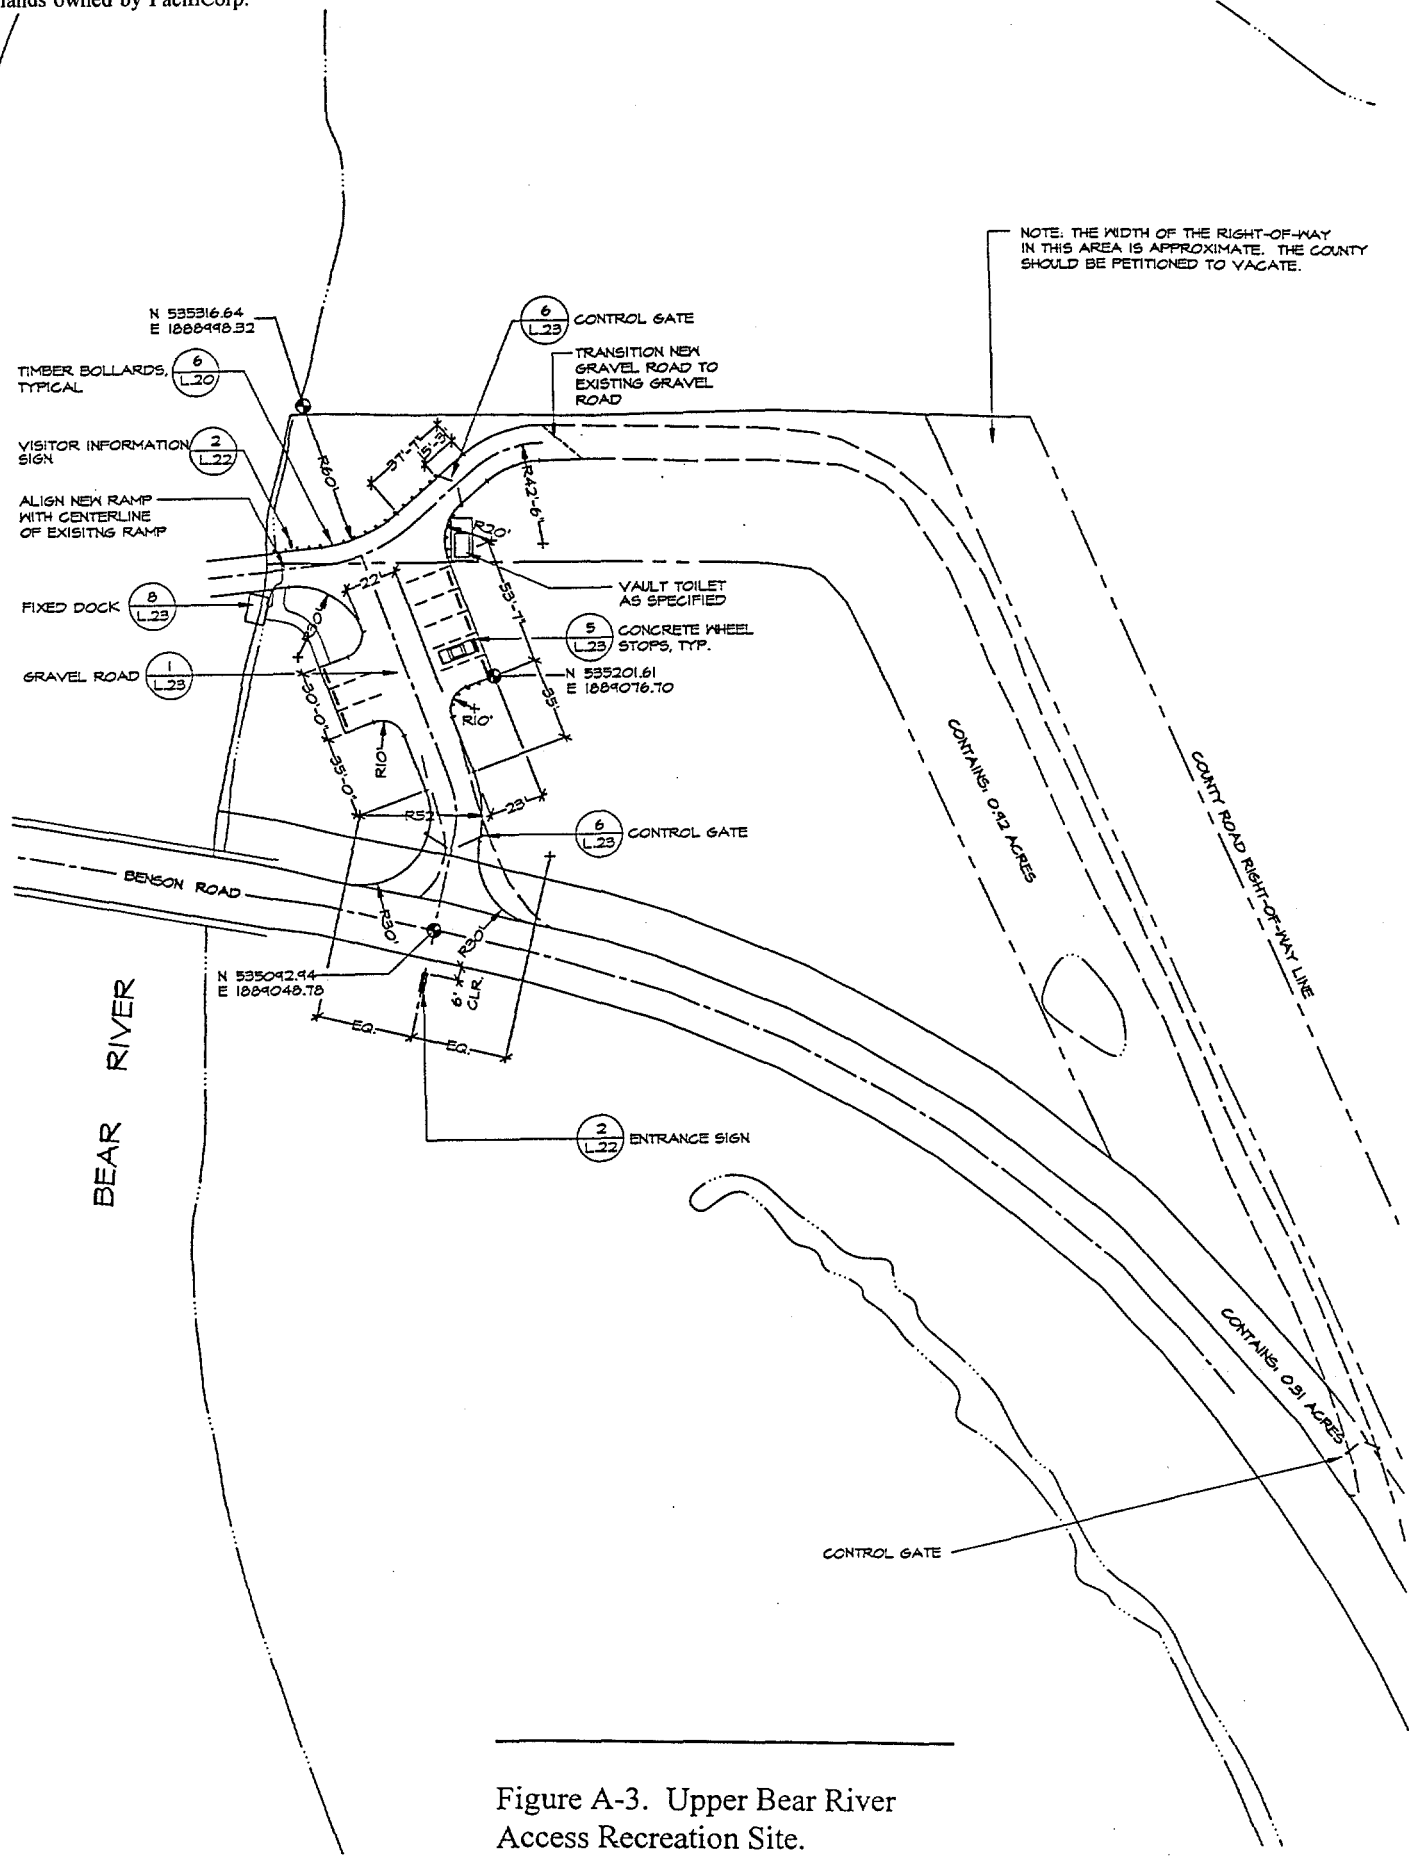 lands owned by PacifiCorp.
NOTE: THE WIDTH OF THE RIGHT-OF-WAY
IN THIS AREA IS APPROXIMATE. THE COUNTY
SHOULD BE PETITIONED TO VACATE.
N 535316.64
E 1888998.32
6
L.23
CONTROL GATE
TIMBER BOLLARDS,
TYPICAL
6
L.20
TRANSITION NEW
GRAVEL ROAD TO
EXISTING GRAVEL
ROAD
VISITOR INFORMATION
SIGN
2
L.22
37'-7"
15'-3"
R60'
R42'-6"
ALIGN NEW RAMP
WITH CENTERLINE
OF EXISITNG RAMP
R20'
22'
53'-7"
VAULT TOILET
AS SPECIFIED
FIXED DOCK
8
L.23
R30'
5
L.23
CONCRETE WHEEL
STOPS, TYP.
GRAVEL ROAD
1
L.23
N 535201.61
E 1889076.70
30'-0"
35'
R10'
R10'
35'-0"
R52'
23'
CONTAINS: 0.92 ACRES
COUNTY ROAD RIGHT-OF-WAY LINE
6
L.23
CONTROL GATE
BENSON ROAD
R30'
R30'
N 535092.94
E 1889048.78
6'
CLR.
EQ.
EQ.
BEAR RIVER
2
L.22
ENTRANCE SIGN
CONTAINS: 0.31 ACRES
CONTROL GATE
Figure A-3. Upper Bear River
Access Recreation Site.